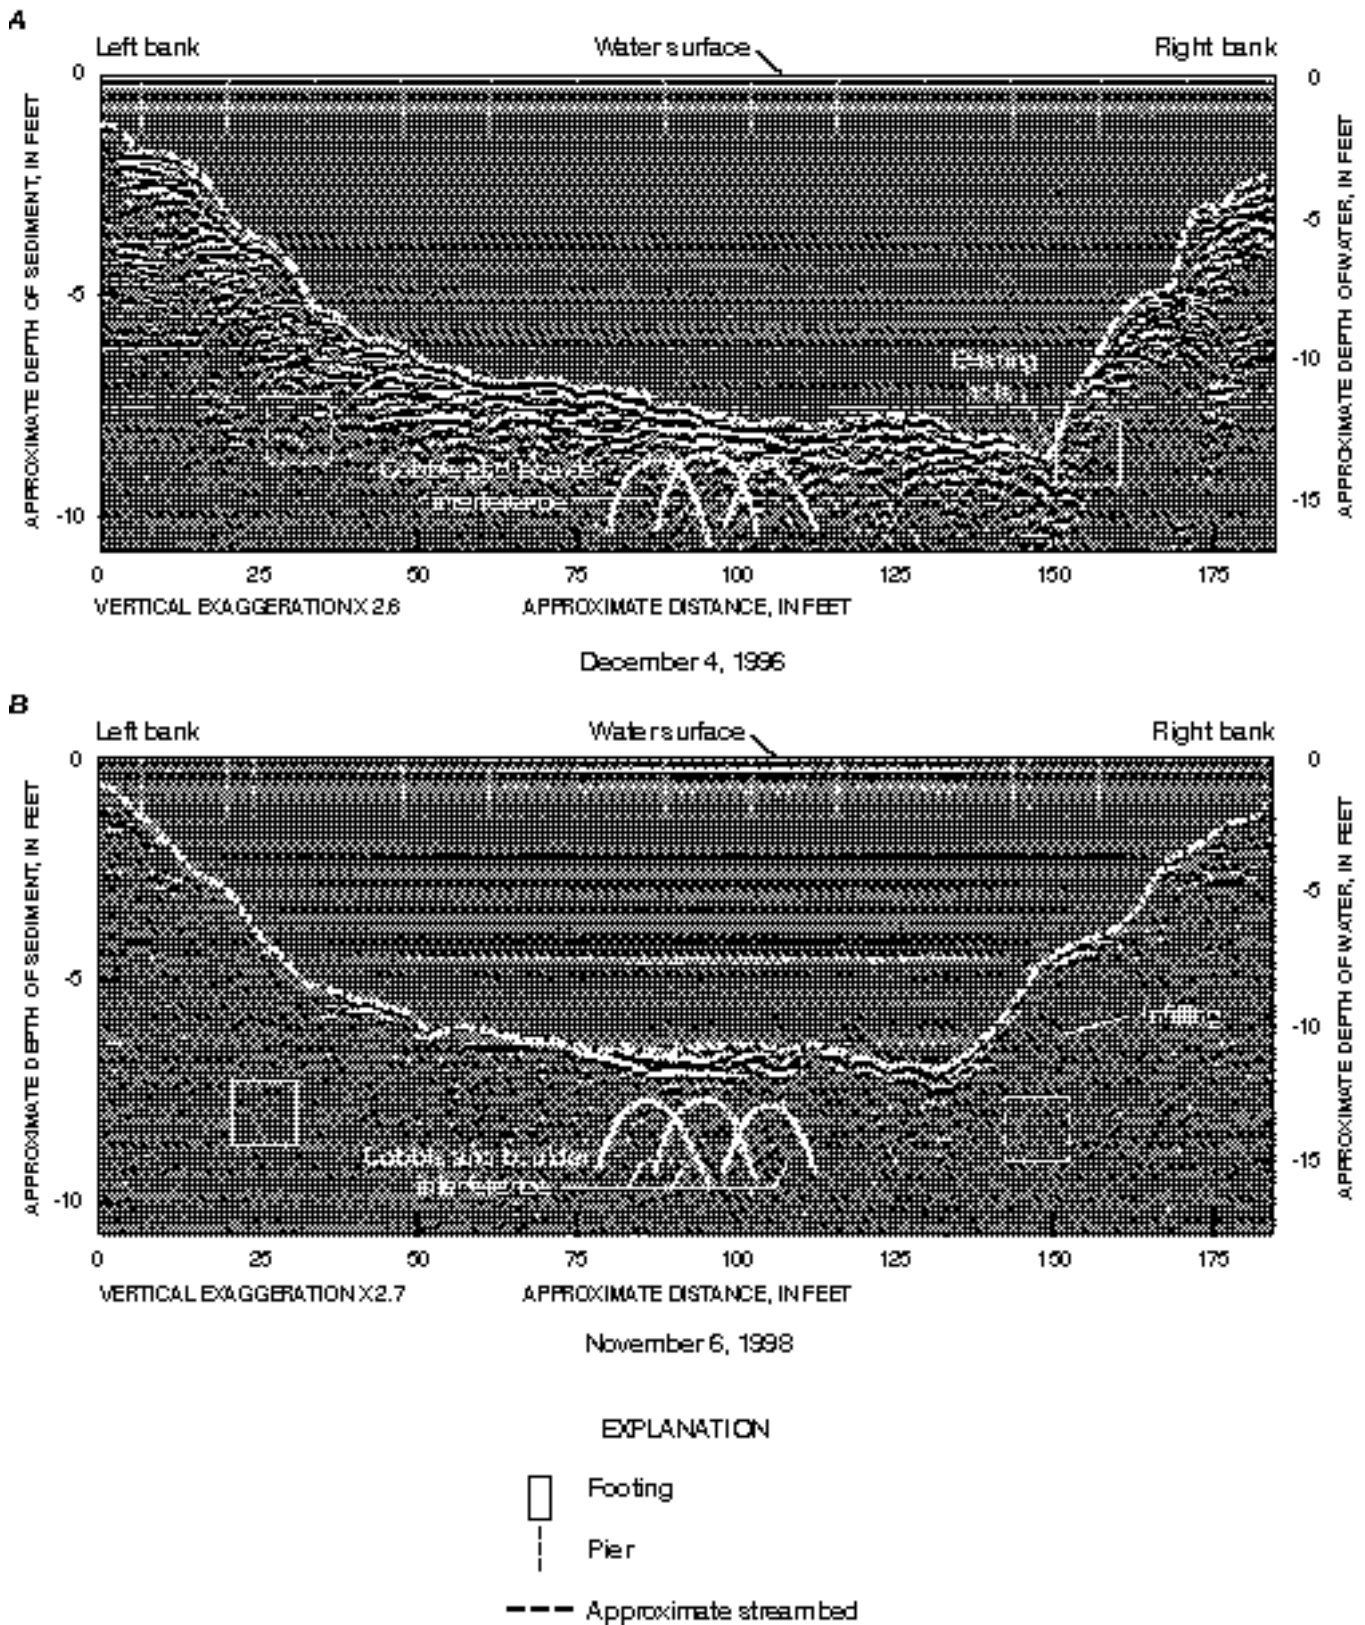 A
Left bank
Water surface
Right bank
0
-5
-10
APPROXIMATE DEPTH OF SEDIMENT, IN FEET
0
-5
-10
-15
APPROXIMATE DEPTH OF WATER, IN FEET
Existing
hole
Cobble and boulder
interference
0 25 50 75 100 125 150 175
VERTICAL EXAGGERATION X 2.6
APPROXIMATE DISTANCE, IN FEET
December 4, 1996
B
Left bank
Water surface
Right bank
0
-5
-10
APPROXIMATE DEPTH OF SEDIMENT, IN FEET
0
-5
-10
-15
APPROXIMATE DEPTH OF WATER, IN FEET
Infilling
Cobble and boulder
interference
0 25 50 75 100 125 150 175
VERTICAL EXAGGERATION X 2.7
APPROXIMATE DISTANCE, IN FEET
November 6, 1998
EXPLANATION
Footing
Pier
Approximate streambed